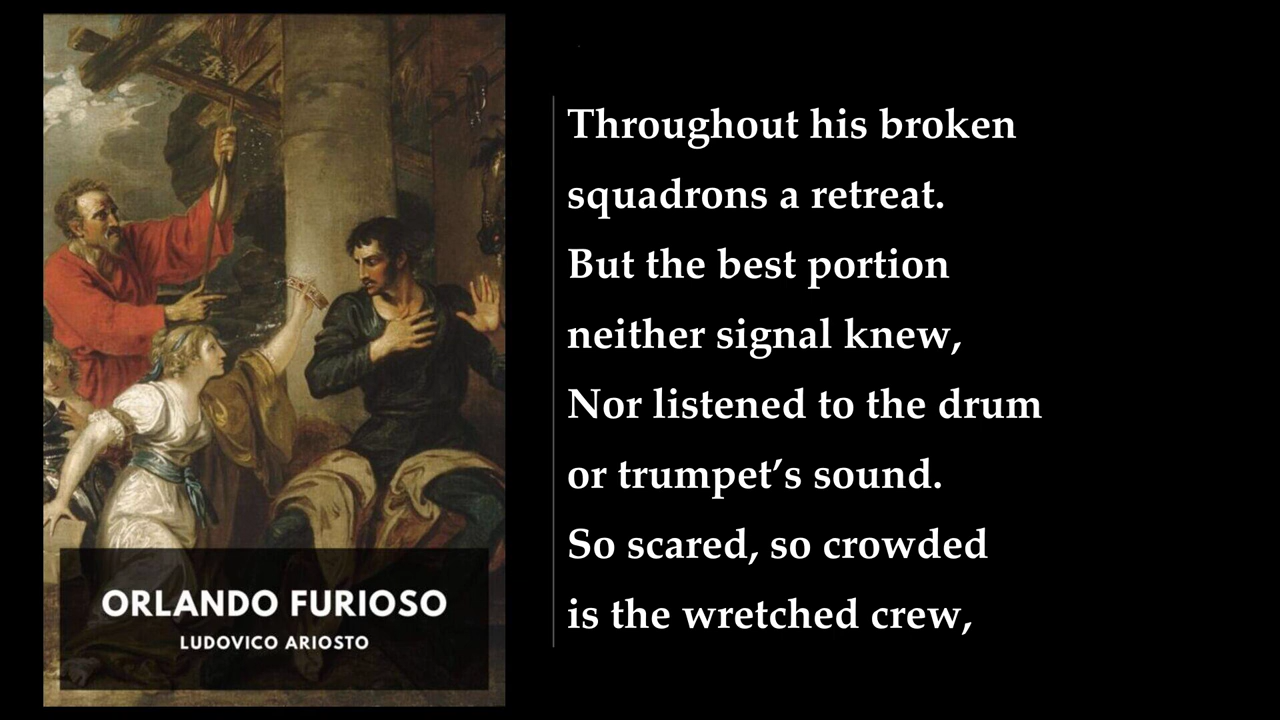 ORLANDO FURIOSO
LUDOVICO ARIOSTO
Throughout his broken
squadrons a retreat.
But the best portion
neither signal knew,
Nor listened to the drum
or trumpet’s sound.
So scared, so crowded
is the wretched crew,